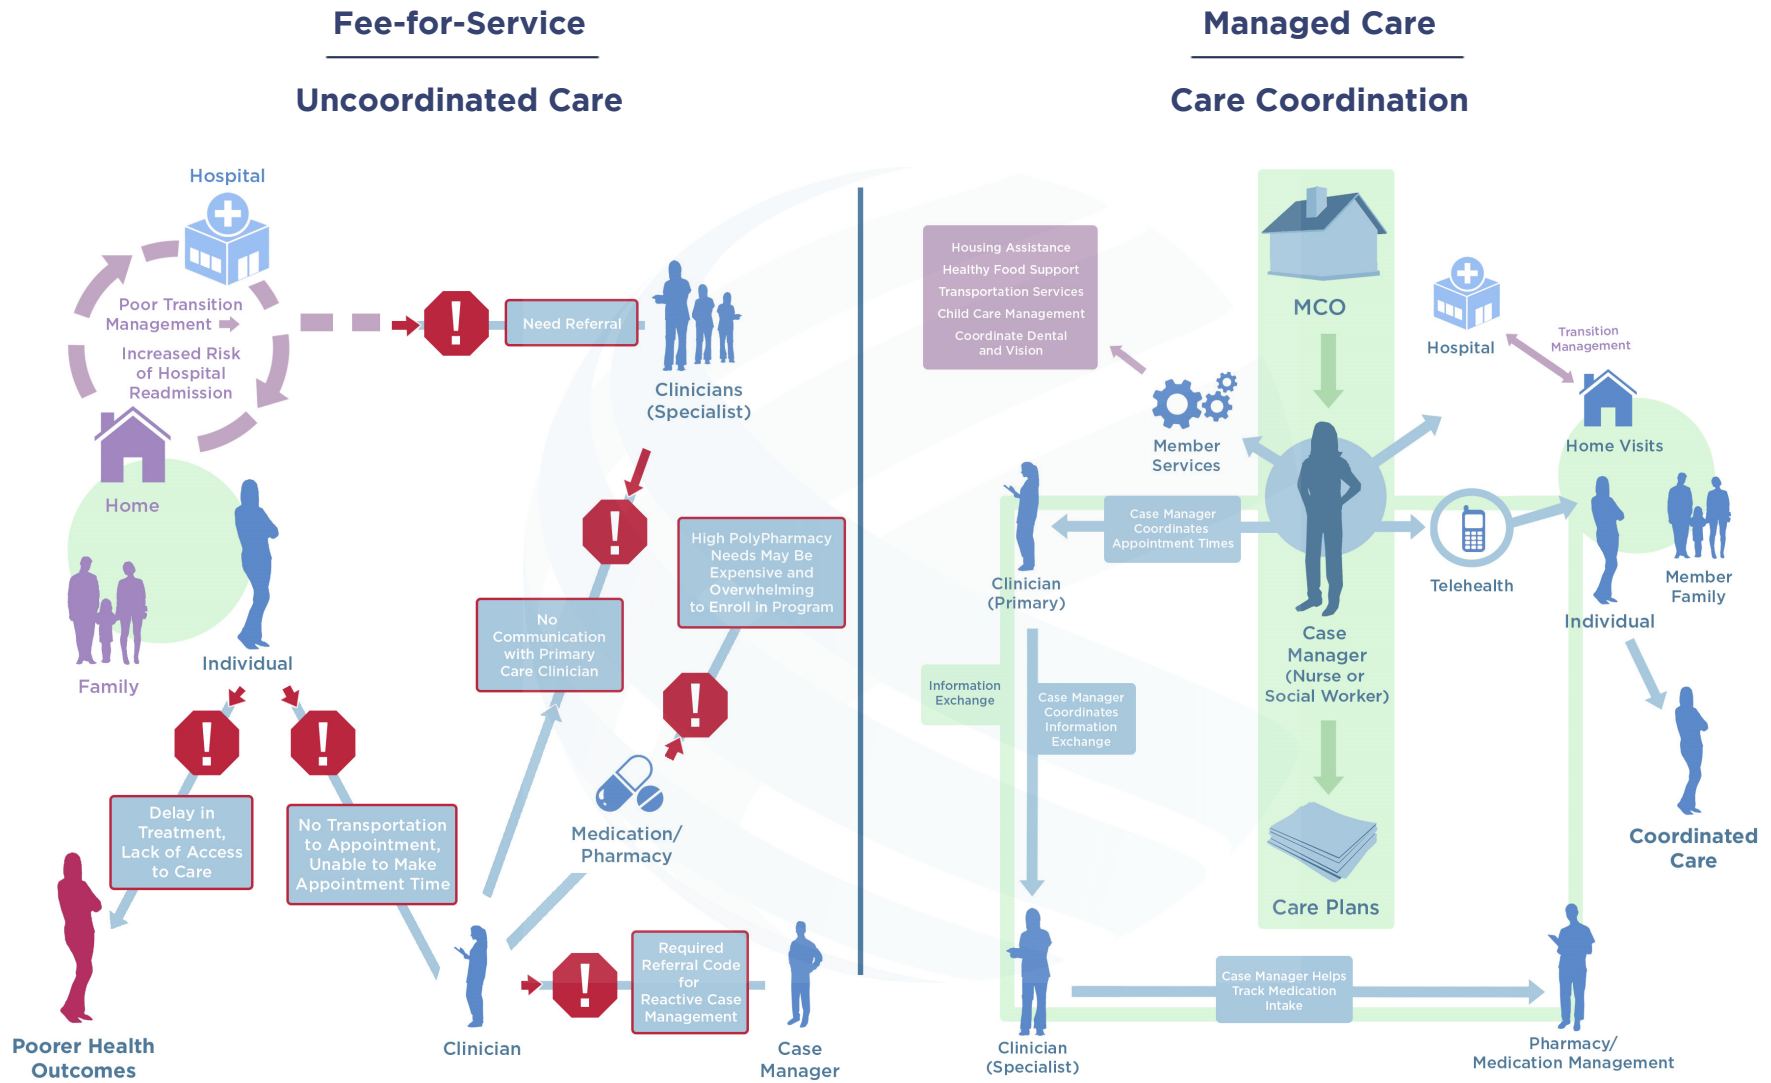 Fee-for-Service
Uncoordinated Care
Hospital
Poor Transition
Management
Increased Risk
of Hospital
Readmission
Home
Family
Individual
Need Referral
Clinicians
(Specialist)
No
Communication
with Primary
Care Clinician
High PolyPharmacy
Needs May Be
Expensive and
Overwhelming
to Enroll in Program
Delay in
Treatment,
Lack of Access
to Care
No Transportation
to Appointment,
Unable to Make
Appointment Time
Medication/
Pharmacy
Required
Referral Code
for
Reactive Case
Management
Poorer Health
Outcomes
Clinician
Case
Manager
Managed Care
Care Coordination
Housing Assistance
Healthy Food Support
Transportation Services
Child Care Management
Coordinate Dental
and Vision
MCO
Hospital
Transition
Management
Member
Services
Home Visits
Case Manager
Coordinates
Appointment Times
Clinician
(Primary)
Telehealth
Member
Family
Individual
Case
Manager
(Nurse or
Social Worker)
Information
Exchange
Case Manager
Coordinates
Information
Exchange
Coordinated
Care
Care Plans
Case Manager Helps
Track Medication
Intake
Clinician
(Specialist)
Pharmacy/
Medication Management